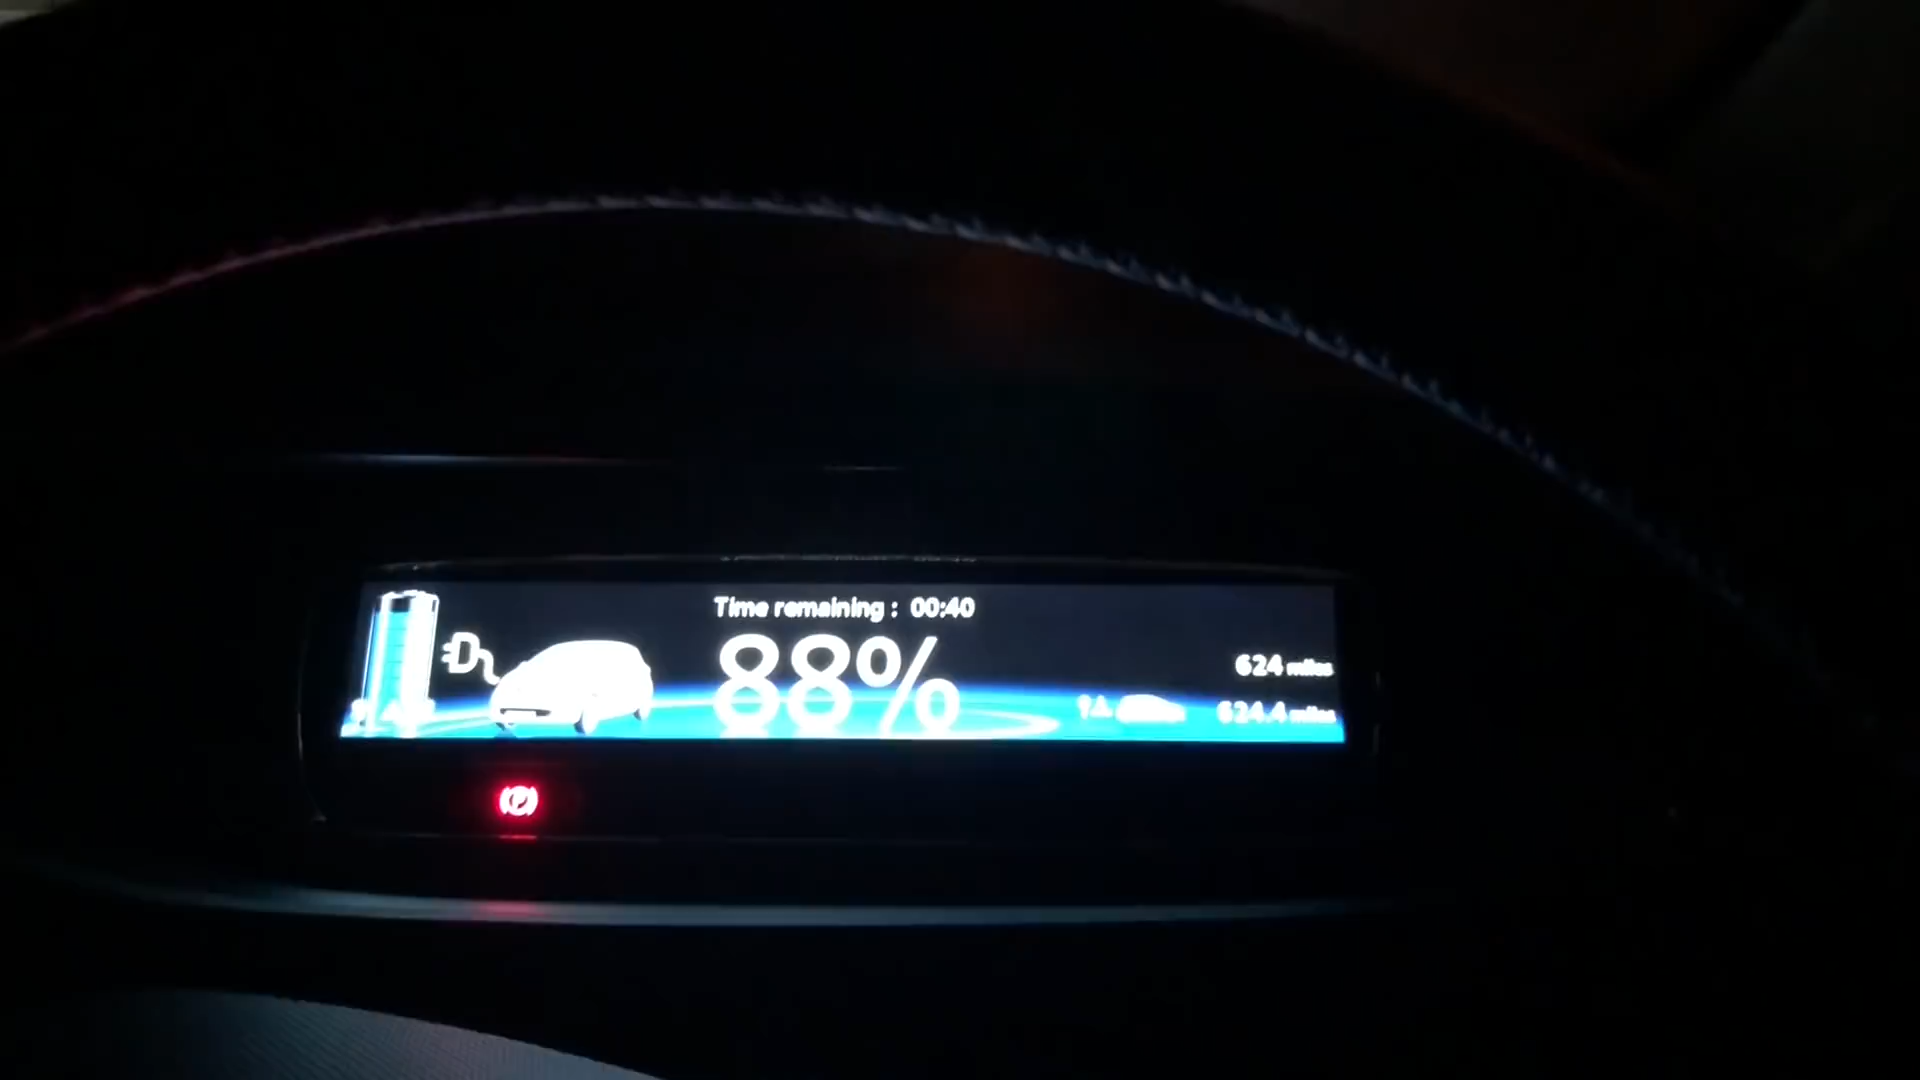 Time remaining : 00:40
88%
624 miles
624.4 miles
P